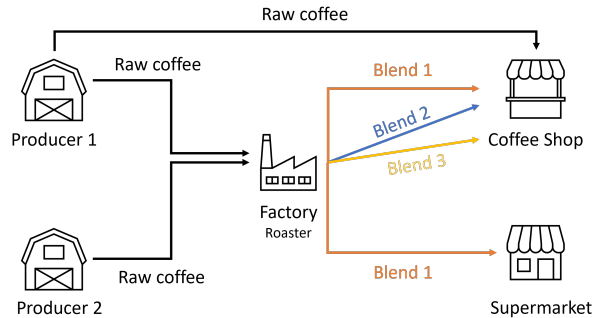 Raw coffee
Raw coffee
Blend 1
Blend 2
Producer 1
Coffee Shop
Blend 3
Factory
Roaster
Raw coffee
Blend 1
Producer 2
Supermarket